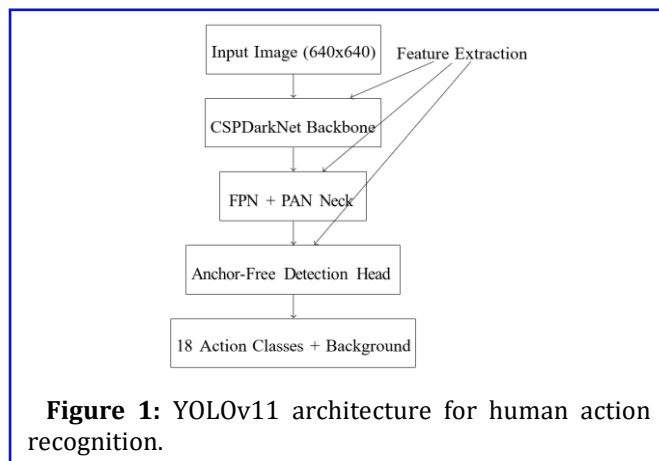 Input Image (640x640)
Feature Extraction
CSPDarkNet Backbone
FPN + PAN Neck
Anchor-Free Detection Head
18 Action Classes + Background
Figure 1: YOLOv11 architecture for human action
recognition.